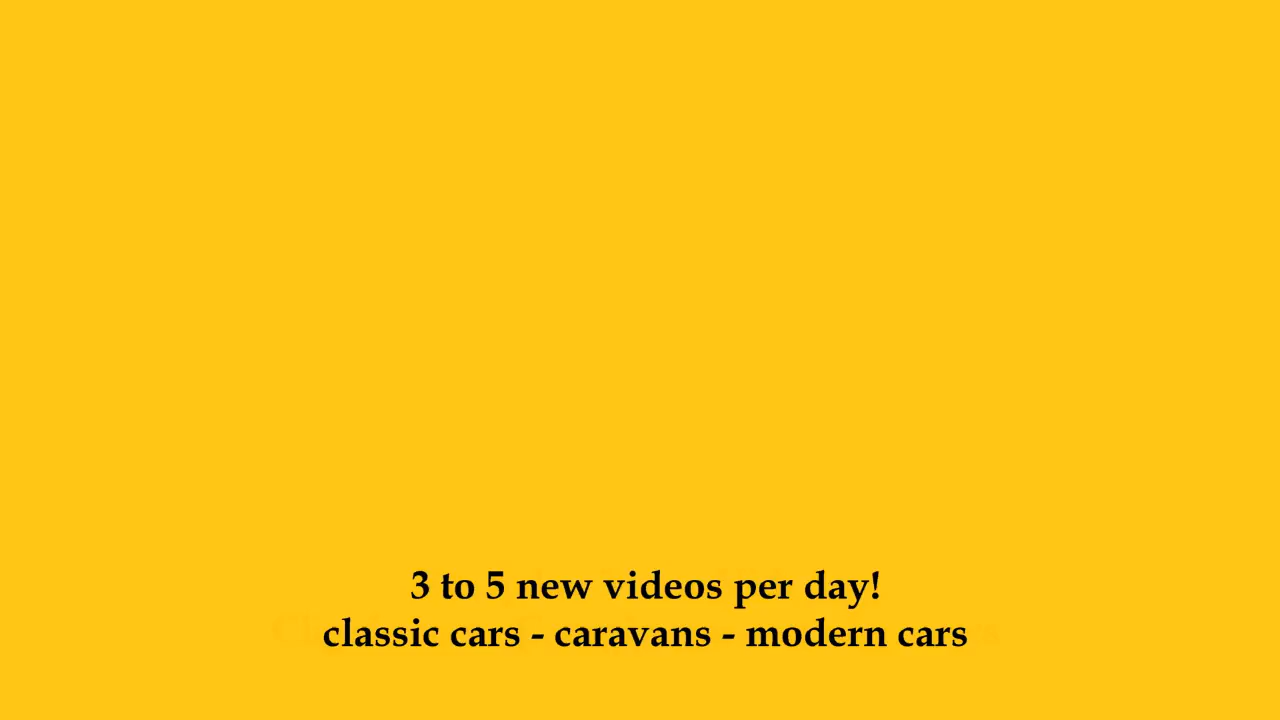 3 to 5 new videos per day!
classic cars - caravans - modern cars